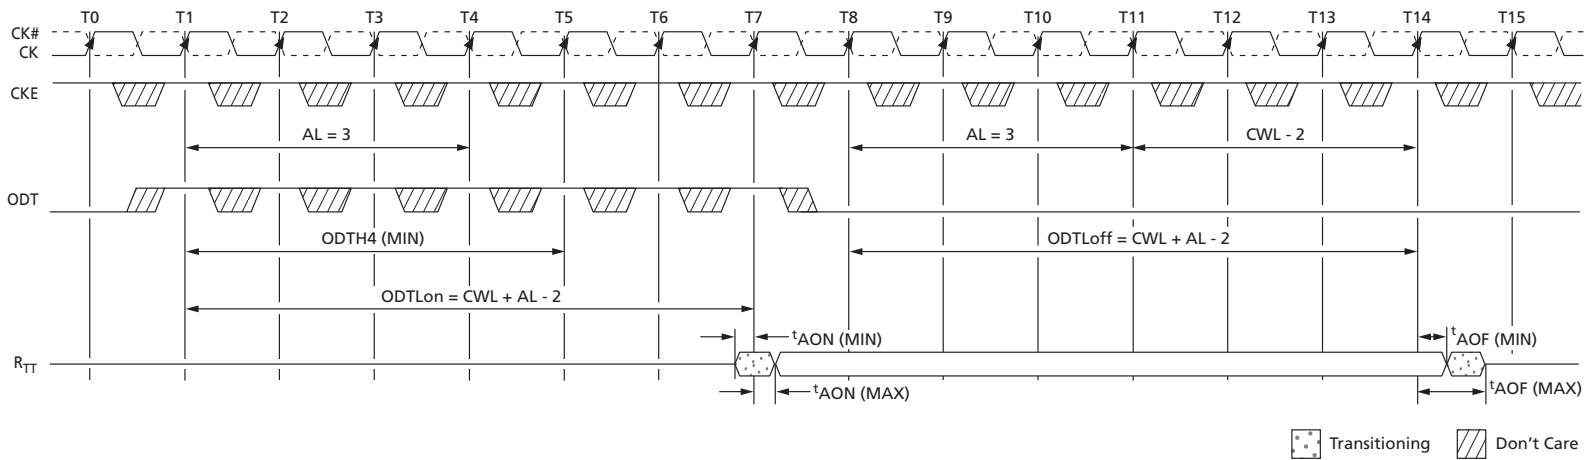 T0 T1 T2 T3 T4 T5 T6 T7 T8 T9 T10 T11 T12 T13 T14 T15
CK#
CK
CKE
AL = 3 AL = 3 CWL - 2
ODT
ODTH4 (MIN) ODTLoff = CWL + AL - 2
ODTLon = CWL + AL - 2
tAON (MIN) tAOF (MIN)
RTT
tAON (MAX) tAOF (MAX)
Transitioning Don't Care